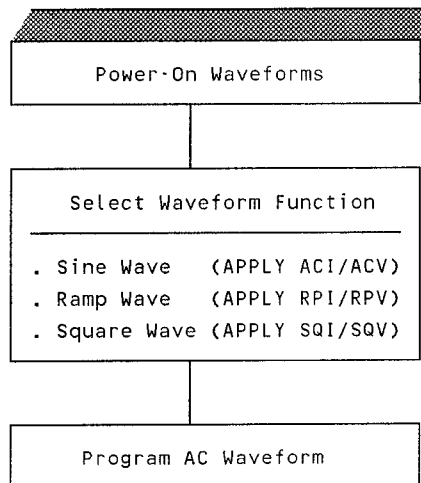 Power-On Waveforms
Select Waveform Function
. Sine Wave (APPLY ACI/ACV)
. Ramp Wave (APPLY RPI/RPV)
. Square Wave (APPLY SQI/SQV)
Program AC Waveform